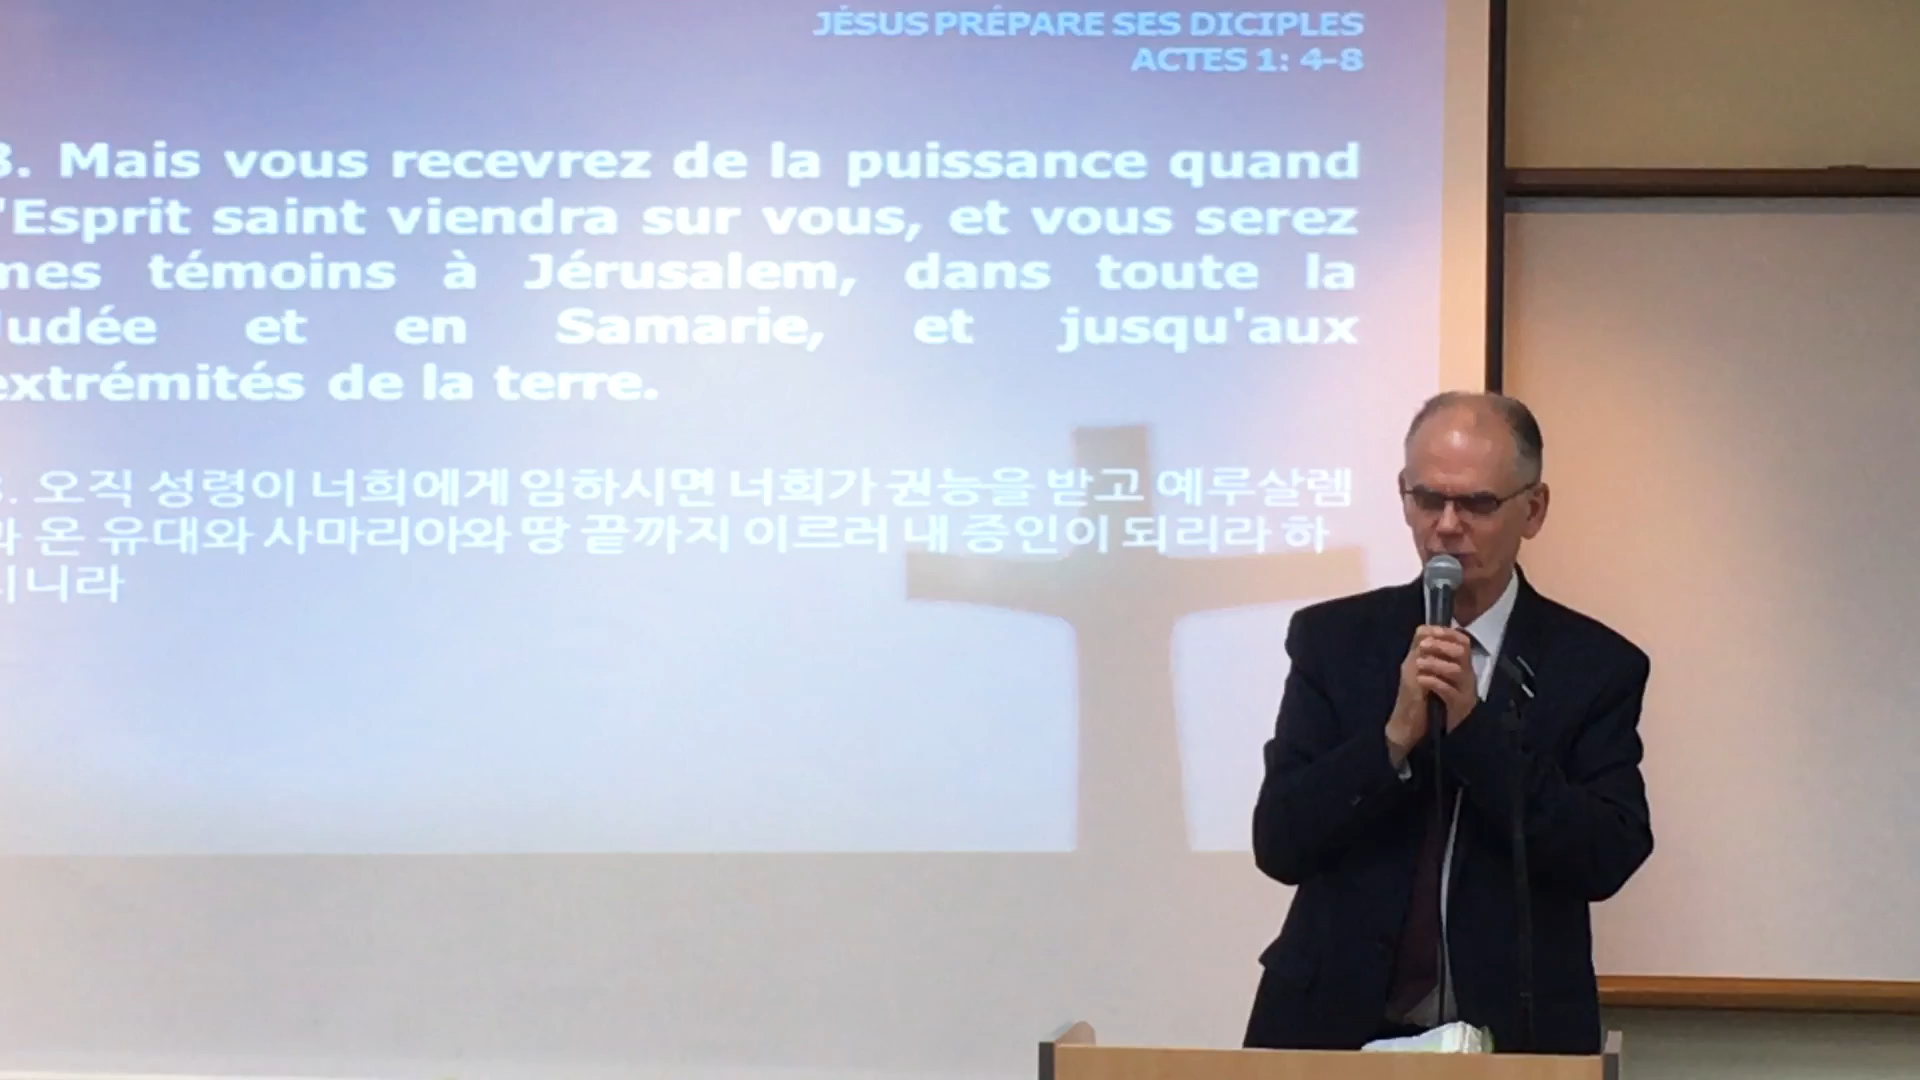 JÉSUS PRÉPARE SES DICIPLES
ACTES 1: 4-8
Mais vous recevrez de la puissance quand
'Esprit saint viendra sur vous, et vous serez
mes témoins à Jérusalem, dans toute la
Judée et en Samarie, et jusqu'aux
extrémités de la terre.
오직 성령이 너희에게 임하시면 너희가 권능을 받고 예루살렘
과 온 유대와 사마리아와 땅 끝까지 이르러 내 증인이 되리라 하
시니라